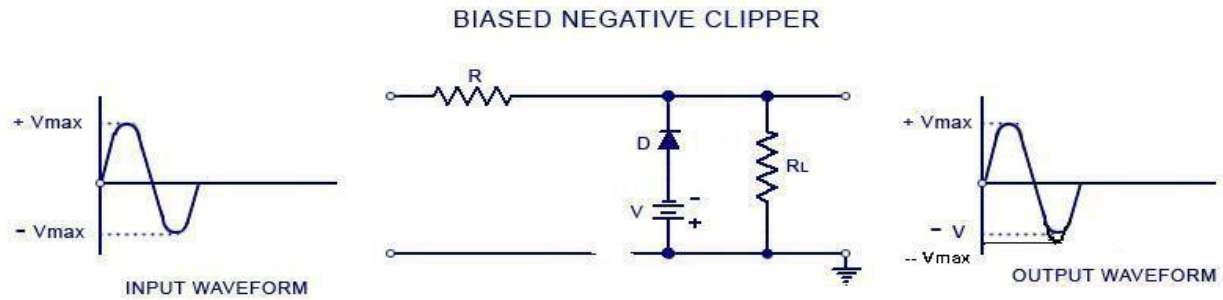 BIASED NEGATIVE CLIPPER
+ Vmax
- Vmax
INPUT WAVEFORM
R
D
V
-
+
RL
+ Vmax
- V
-- Vmax
OUTPUT WAVEFORM